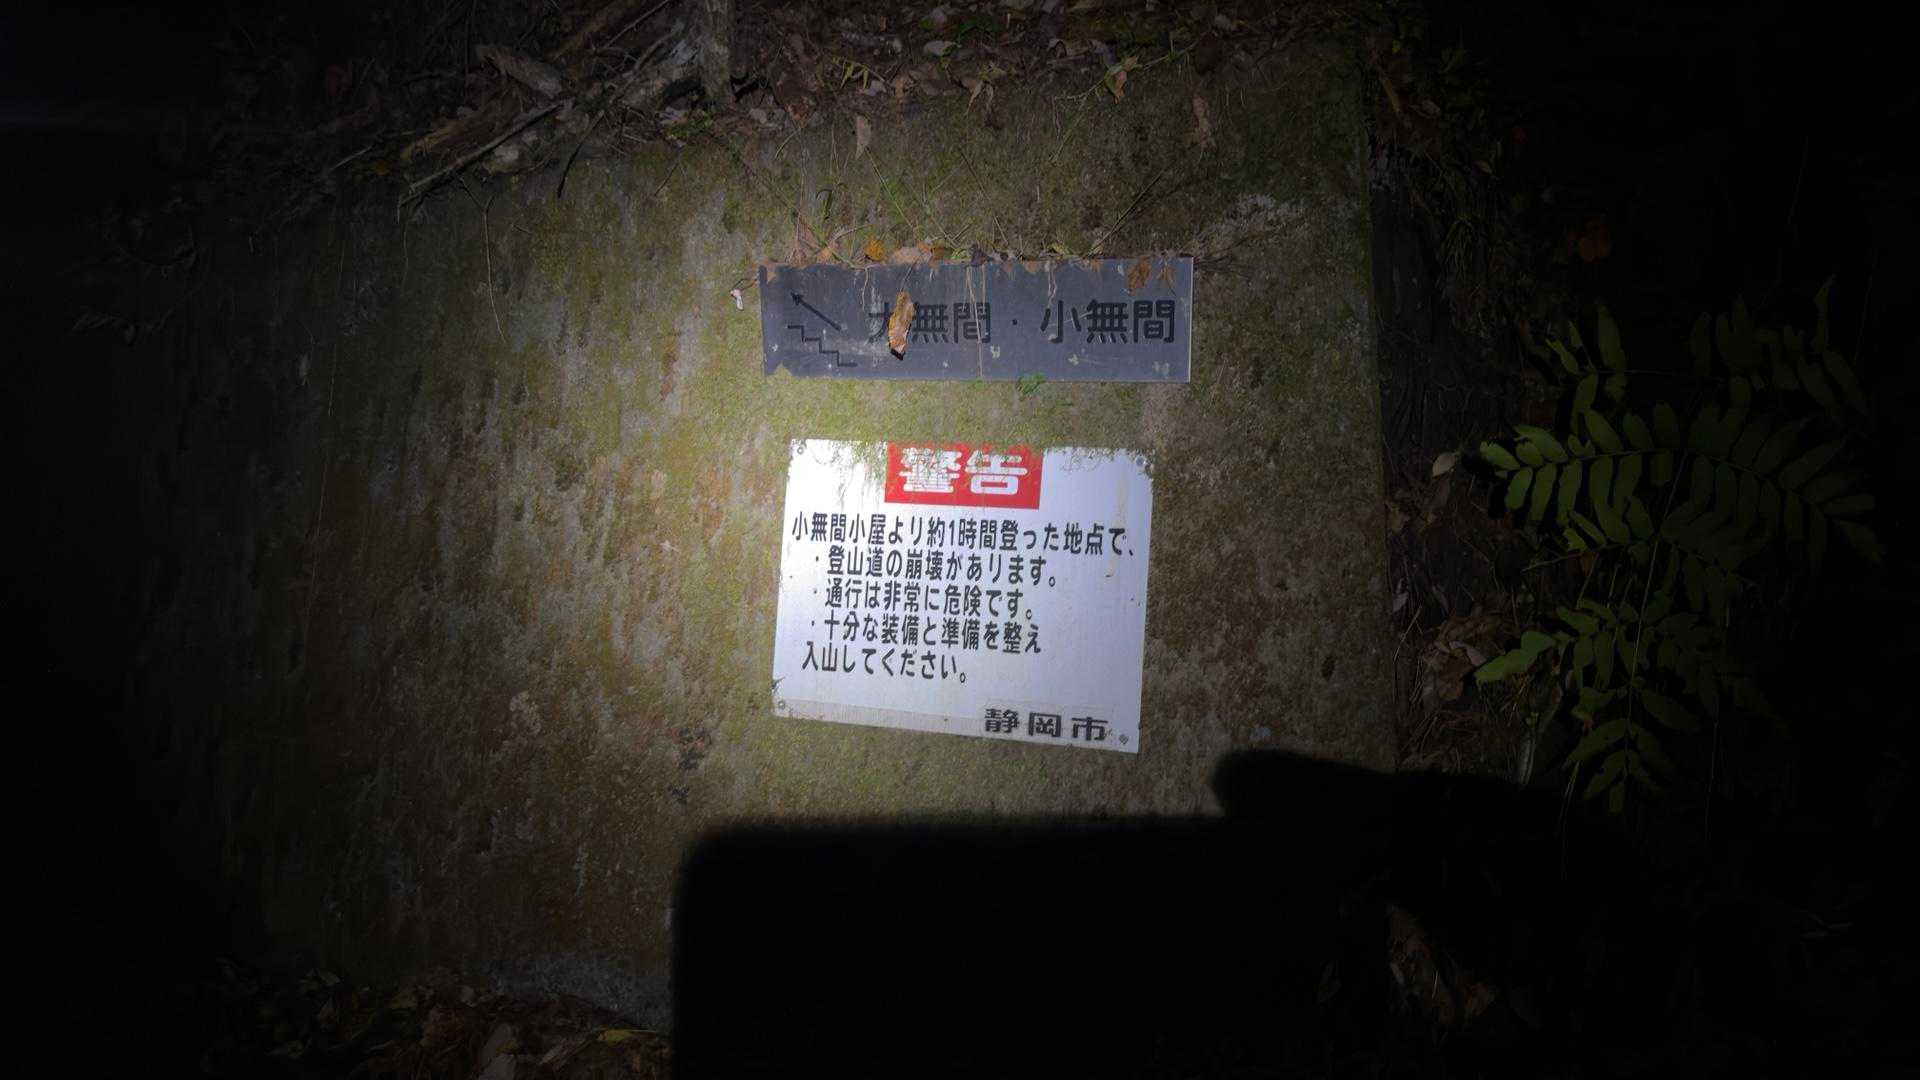 大無間・小無間
警告
小無間小屋より約1時間登った地点で、
・登山道の崩壊があります。
・通行は非常に危険です。
・十分な装備と準備を整え
入山してください。
静岡市